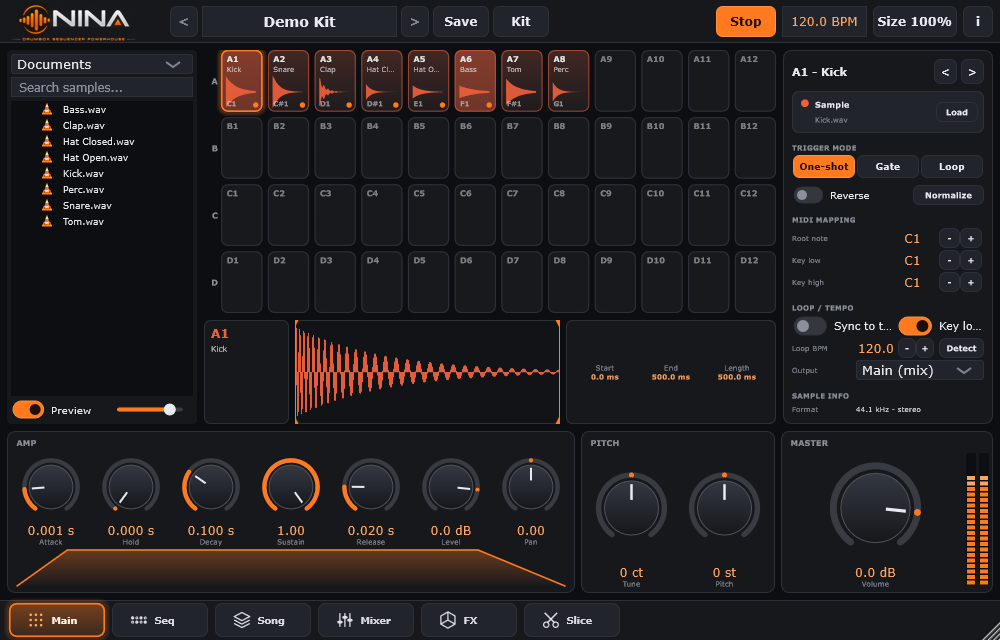 NINA
DRUMBOX SEQUENCER POWERHOUSE
< Demo Kit > Save Kit Stop 120.0 BPM Size 100% i
Documents
Search samples...
Bass.wav
Clap.wav
Hat Closed.wav
Hat Open.wav
Kick.wav
Perc.wav
Snare.wav
Tom.wav
Preview
A
A1 Kick C1
A2 Snare C#1
A3 Clap D1
A4 Hat Cl... D#1
A5 Hat O... E1
A6 Bass F1
A7 Tom F#1
A8 Perc G1
A9 A10 A11 A12
B
B1 B2 B3 B4 B5 B6 B7 B8 B9 B10 B11 B12
C
C1 C2 C3 C4 C5 C6 C7 C8 C9 C10 C11 C12
D
D1 D2 D3 D4 D5 D6 D7 D8 D9 D10 D11 D12
A1
Kick
Start End Length
0.0 ms 500.0 ms 500.0 ms
A1 - Kick < >
Sample
Kick.wav
Load
TRIGGER MODE
One-shot Gate Loop
Reverse Normalize
MIDI MAPPING
Root note C1 - +
Key low C1 - +
Key high C1 - +
LOOP / TEMPO
Sync to t... Key lo...
Loop BPM 120.0 - + Detect
Output Main (mix)
SAMPLE INFO
Format 44.1 kHz - stereo
AMP
0.001 s 0.000 s 0.100 s 1.00 0.020 s 0.0 dB 0.00
Attack Hold Decay Sustain Release Level Pan
PITCH
0 ct 0 st
Tune Pitch
MASTER
0.0 dB
Volume
Main Seq Song Mixer FX Slice